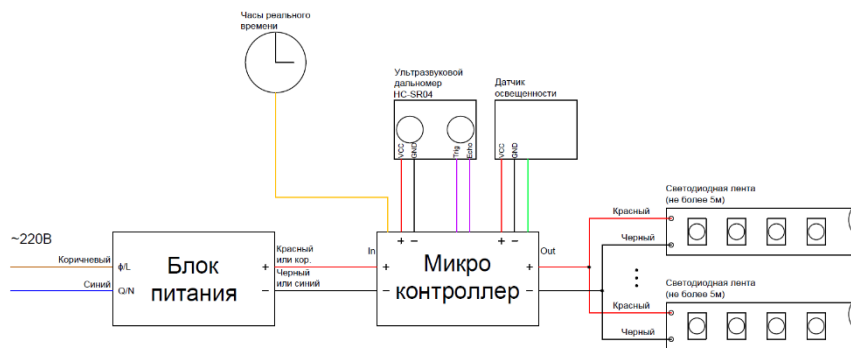 Часы реального
времени
Ультразвуковой
дальномер
HC-SR04
Датчик
освещенности
VCC
GND
Trig
Echo
VCC
GND
~220В
Коричневый
Синий
ϕ/L
O/N
Блок
питания
+
−
Красный
или кор.
Черный
или синий
In
+
−
+ −
Микро
контроллер
+ −
Out
+
−
Красный
Черный
Светодиодная лента
(не более 5м)
Красный
Черный
Светодиодная лента
(не более 5м)